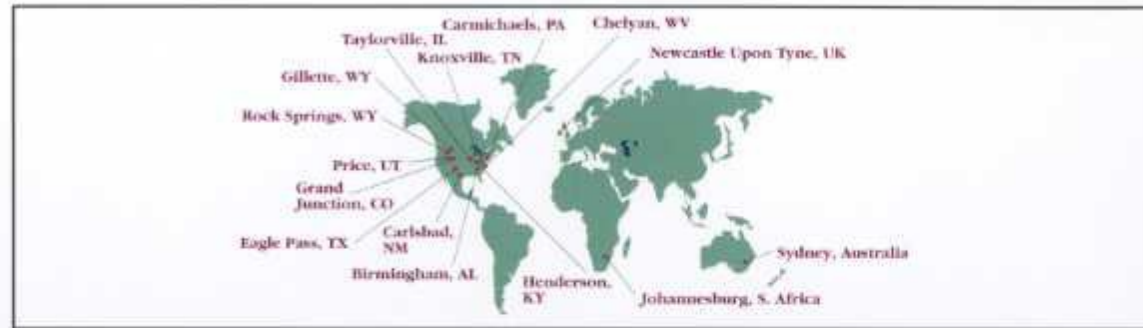 Carmichaels, PA
Chelyan, WV
Taylorville, IL
Knoxville, TN
Newcastle Upon Tyne, UK
Gillette, WY
Rock Springs, WY
Price, UT
Grand
Junction, CO
Eagle Pass, TX
Carlsbad,
NM
Birmingham, AL
Henderson,
KY
Sydney, Australia
Johannesburg, S. Africa